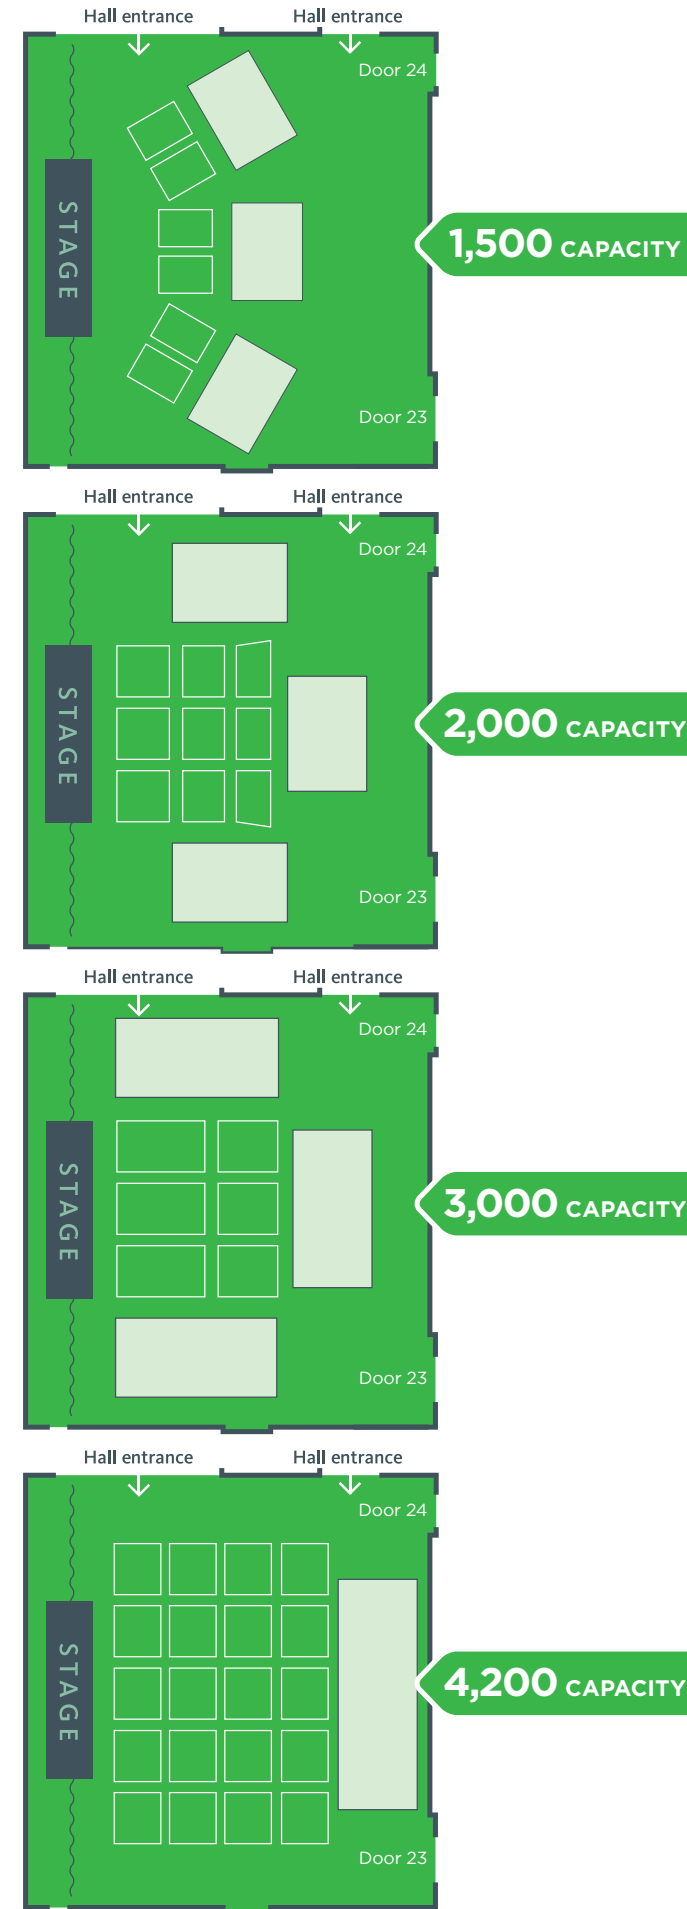 Hall entrance Hall entrance
Door 24
STAGE
1,500 CAPACITY
Door 23
Hall entrance Hall entrance
Door 24
STAGE
2,000 CAPACITY
Door 23
Hall entrance Hall entrance
Door 24
STAGE
3,000 CAPACITY
Door 23
Hall entrance Hall entrance
Door 24
STAGE
4,200 CAPACITY
Door 23